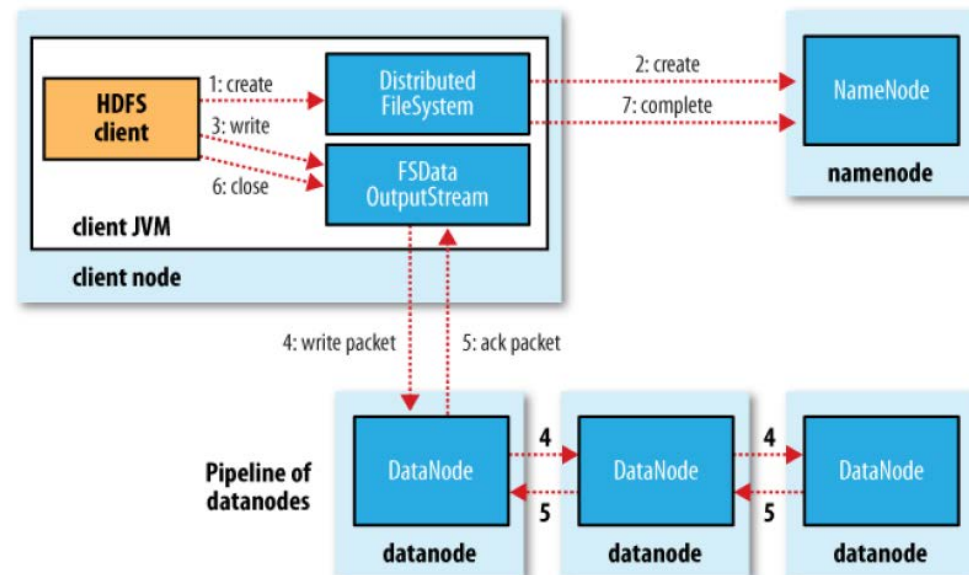 HDFS
client
1: create
3: write
6: close
Distributed
FileSystem
FSData
OutputStream
client JVM
client node
2: create
7: complete
NameNode
namenode
4: write packet
5: ack packet
Pipeline of
datanodes
DataNode
datanode
4
5
DataNode
datanode
4
5
DataNode
datanode